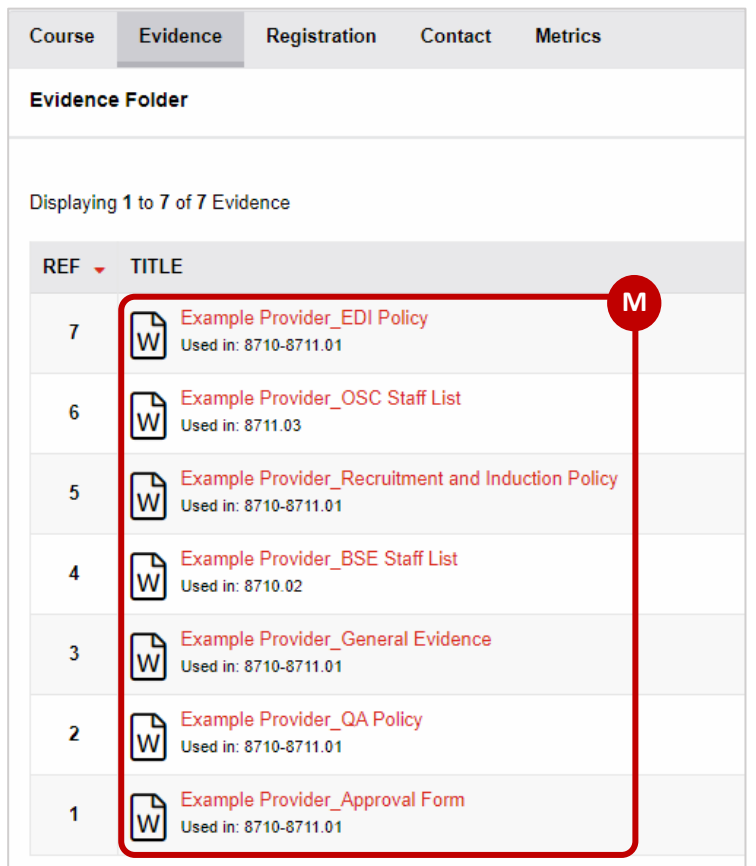 Course Evidence Registration Contact Metrics
Evidence Folder
Displaying 1 to 7 of 7 Evidence
REF TITLE
M
7 W Example Provider_EDI Policy
Used in: 8710-8711.01
6 W Example Provider_OSC Staff List
Used in: 8711.03
5 W Example Provider_Recruitment and Induction Policy
Used in: 8710-8711.01
4 W Example Provider_BSE Staff List
Used in: 8710.02
3 W Example Provider_General Evidence
Used in: 8710-8711.01
2 W Example Provider_QA Policy
Used in: 8710-8711.01
1 W Example Provider_Approval Form
Used in: 8710-8711.01